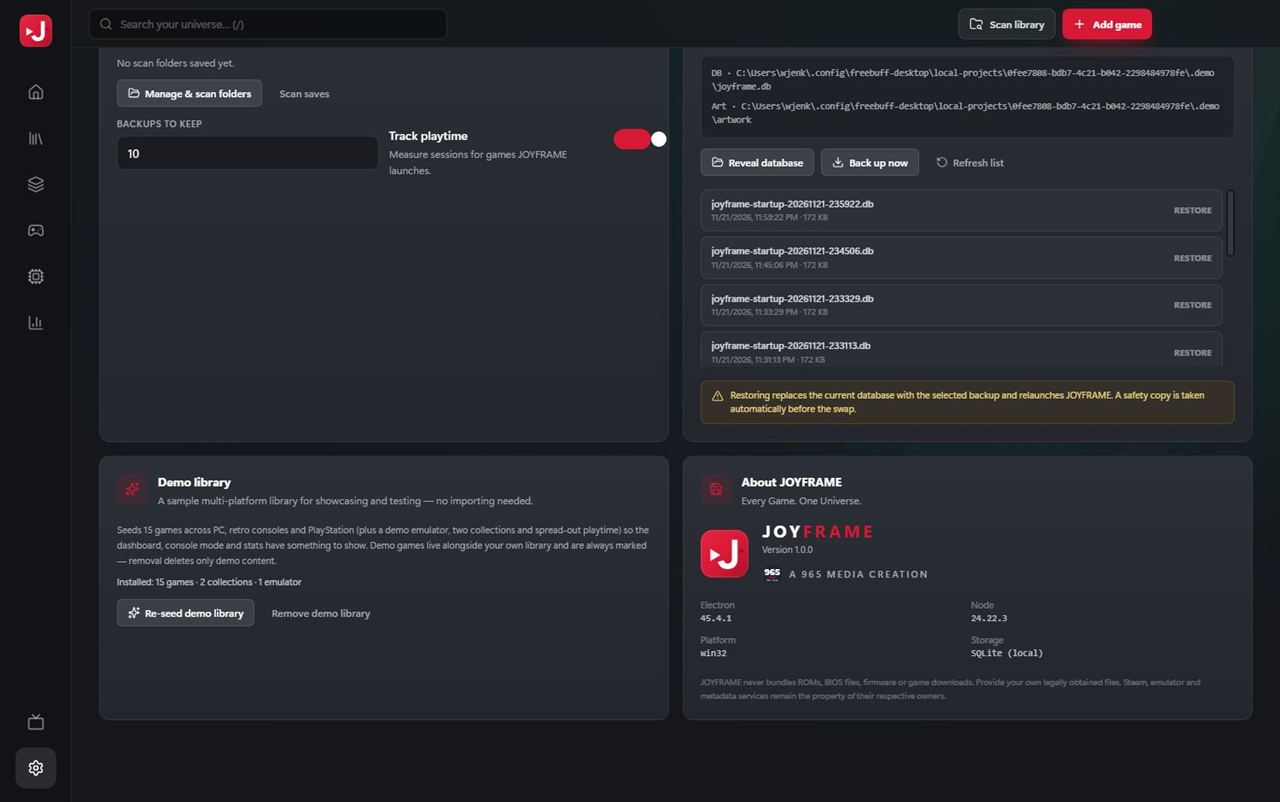 Search your universe... (/)
Scan library
Add game
No scan folders saved yet.
Manage & scan folders
Scan saves
BACKUPS TO KEEP
10
Track playtime
Measure sessions for games JOYFRAME
launches.
DB · C:\Users\wjenk\.config\freebuff-desktop\local-projects\0fee7808-bdb7-4c21-b042-2298484978fe\.demo
\joyframe.db
Art · C:\Users\wjenk\.config\freebuff-desktop\local-projects\0fee7808-bdb7-4c21-b042-2298484978fe\.demo
\artwork
Reveal database
Back up now
Refresh list
joyframe-startup-20261121-235922.db
11/21/2026, 11:59:22 PM · 172 KB
RESTORE
joyframe-startup-20261121-234506.db
11/21/2026, 11:45:06 PM · 172 KB
RESTORE
joyframe-startup-20261121-233329.db
11/21/2026, 11:33:29 PM · 172 KB
RESTORE
joyframe-startup-20261121-233113.db
11/21/2026, 11:31:13 PM · 172 KB
RESTORE
Restoring replaces the current database with the selected backup and relaunches JOYFRAME. A safety copy is taken
automatically before the swap.
Demo library
A sample multi-platform library for showcasing and testing — no importing needed.
Seeds 15 games across PC, retro consoles and PlayStation (plus a demo emulator, two collections and spread-out playtime) so the
dashboard, console mode and stats have something to show. Demo games live alongside your own library and are always marked
— removal deletes only demo content.
Installed: 15 games · 2 collections · 1 emulator
Re-seed demo library
Remove demo library
About JOYFRAME
Every Game. One Universe.
J
JOYFRAME
Version 1.0.0
965
A 965 MEDIA CREATION
Electron
45.4.1
Node
24.22.3
Platform
win32
Storage
SQLite (local)
JOYFRAME never bundles ROMs, BIOS files, firmware or game downloads. Provide your own legally obtained files. Steam, emulator and
metadata services remain the property of their respective owners.